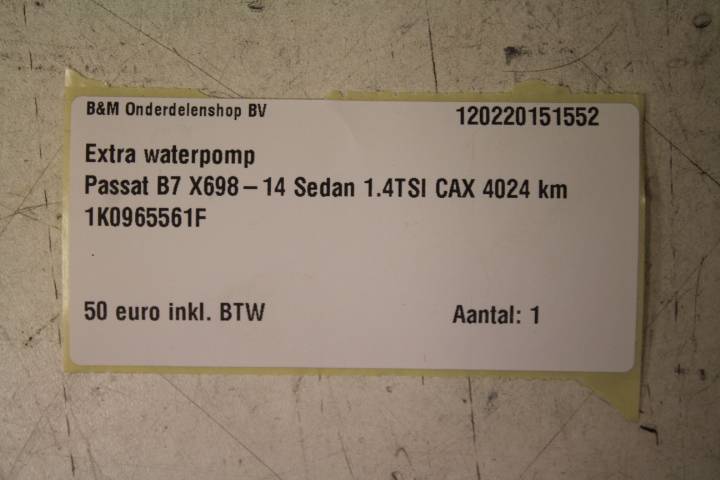 B&M Onderdelenshop BV 120220151552
Extra waterpomp
Passat B7 X698 – 14 Sedan 1.4TSI CAX 4024 km
1K0965561F
50 euro inkl. BTW Aantal: 1